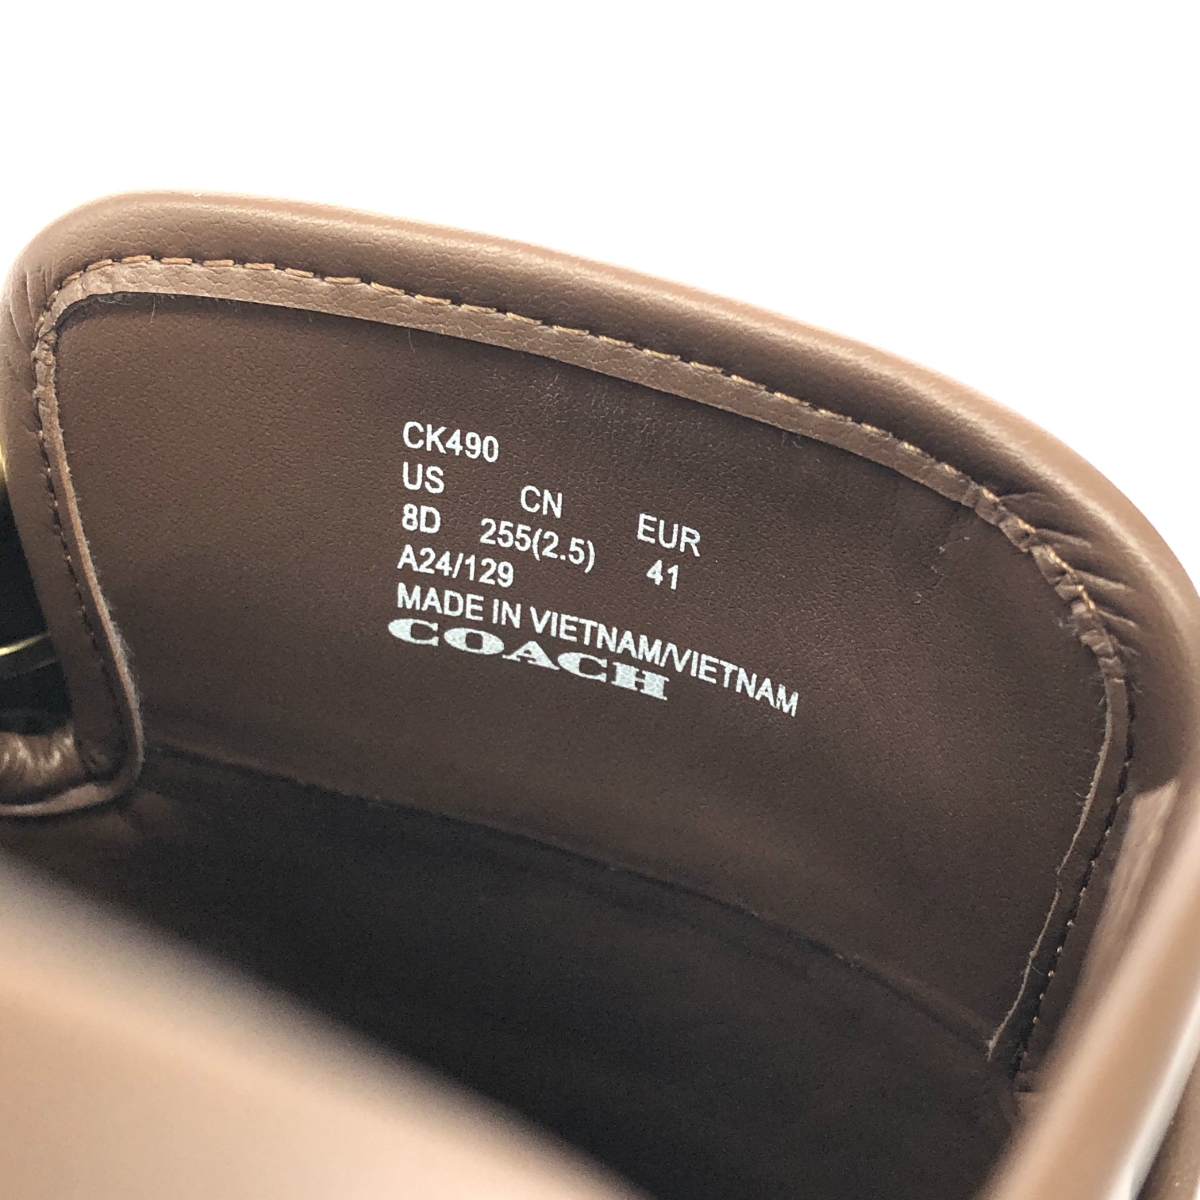 CK490
US CN EUR
8D 255(2.5) 41
A24/129
MADE IN VIETNAM/VIETNAM
COACH